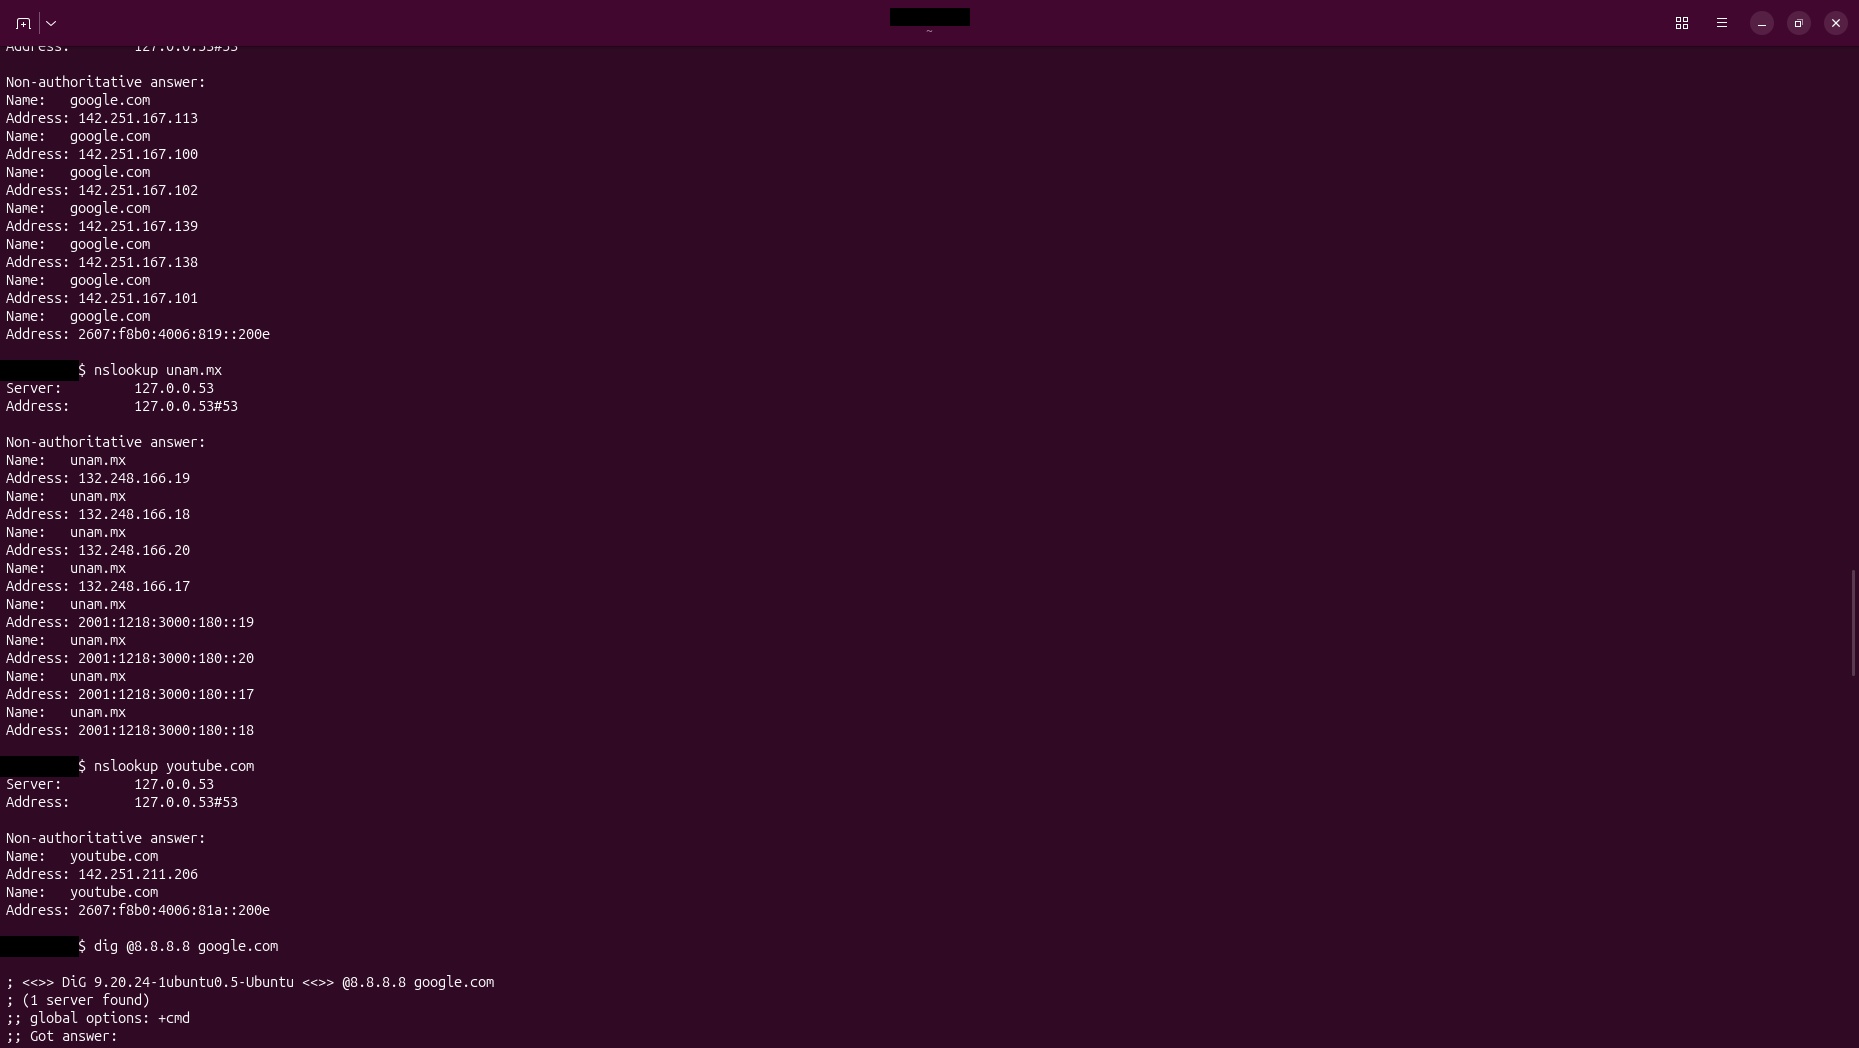 ~
Address:        127.0.0.53#53

Non-authoritative answer:
Name:   google.com
Address: 142.251.167.113
Name:   google.com
Address: 142.251.167.100
Name:   google.com
Address: 142.251.167.102
Name:   google.com
Address: 142.251.167.139
Name:   google.com
Address: 142.251.167.138
Name:   google.com
Address: 142.251.167.101
Name:   google.com
Address: 2607:f8b0:4006:819::200e

$ nslookup unam.mx
Server:         127.0.0.53
Address:        127.0.0.53#53

Non-authoritative answer:
Name:   unam.mx
Address: 132.248.166.19
Name:   unam.mx
Address: 132.248.166.18
Name:   unam.mx
Address: 132.248.166.20
Name:   unam.mx
Address: 132.248.166.17
Name:   unam.mx
Address: 2001:1218:3000:180::19
Name:   unam.mx
Address: 2001:1218:3000:180::20
Name:   unam.mx
Address: 2001:1218:3000:180::17
Name:   unam.mx
Address: 2001:1218:3000:180::18

$ nslookup youtube.com
Server:         127.0.0.53
Address:        127.0.0.53#53

Non-authoritative answer:
Name:   youtube.com
Address: 142.251.211.206
Name:   youtube.com
Address: 2607:f8b0:4006:81a::200e

$ dig @8.8.8.8 google.com

; <<>> DiG 9.20.24-1ubuntu0.5-Ubuntu <<>> @8.8.8.8 google.com
; (1 server found)
;; global options: +cmd
;; Got answer: